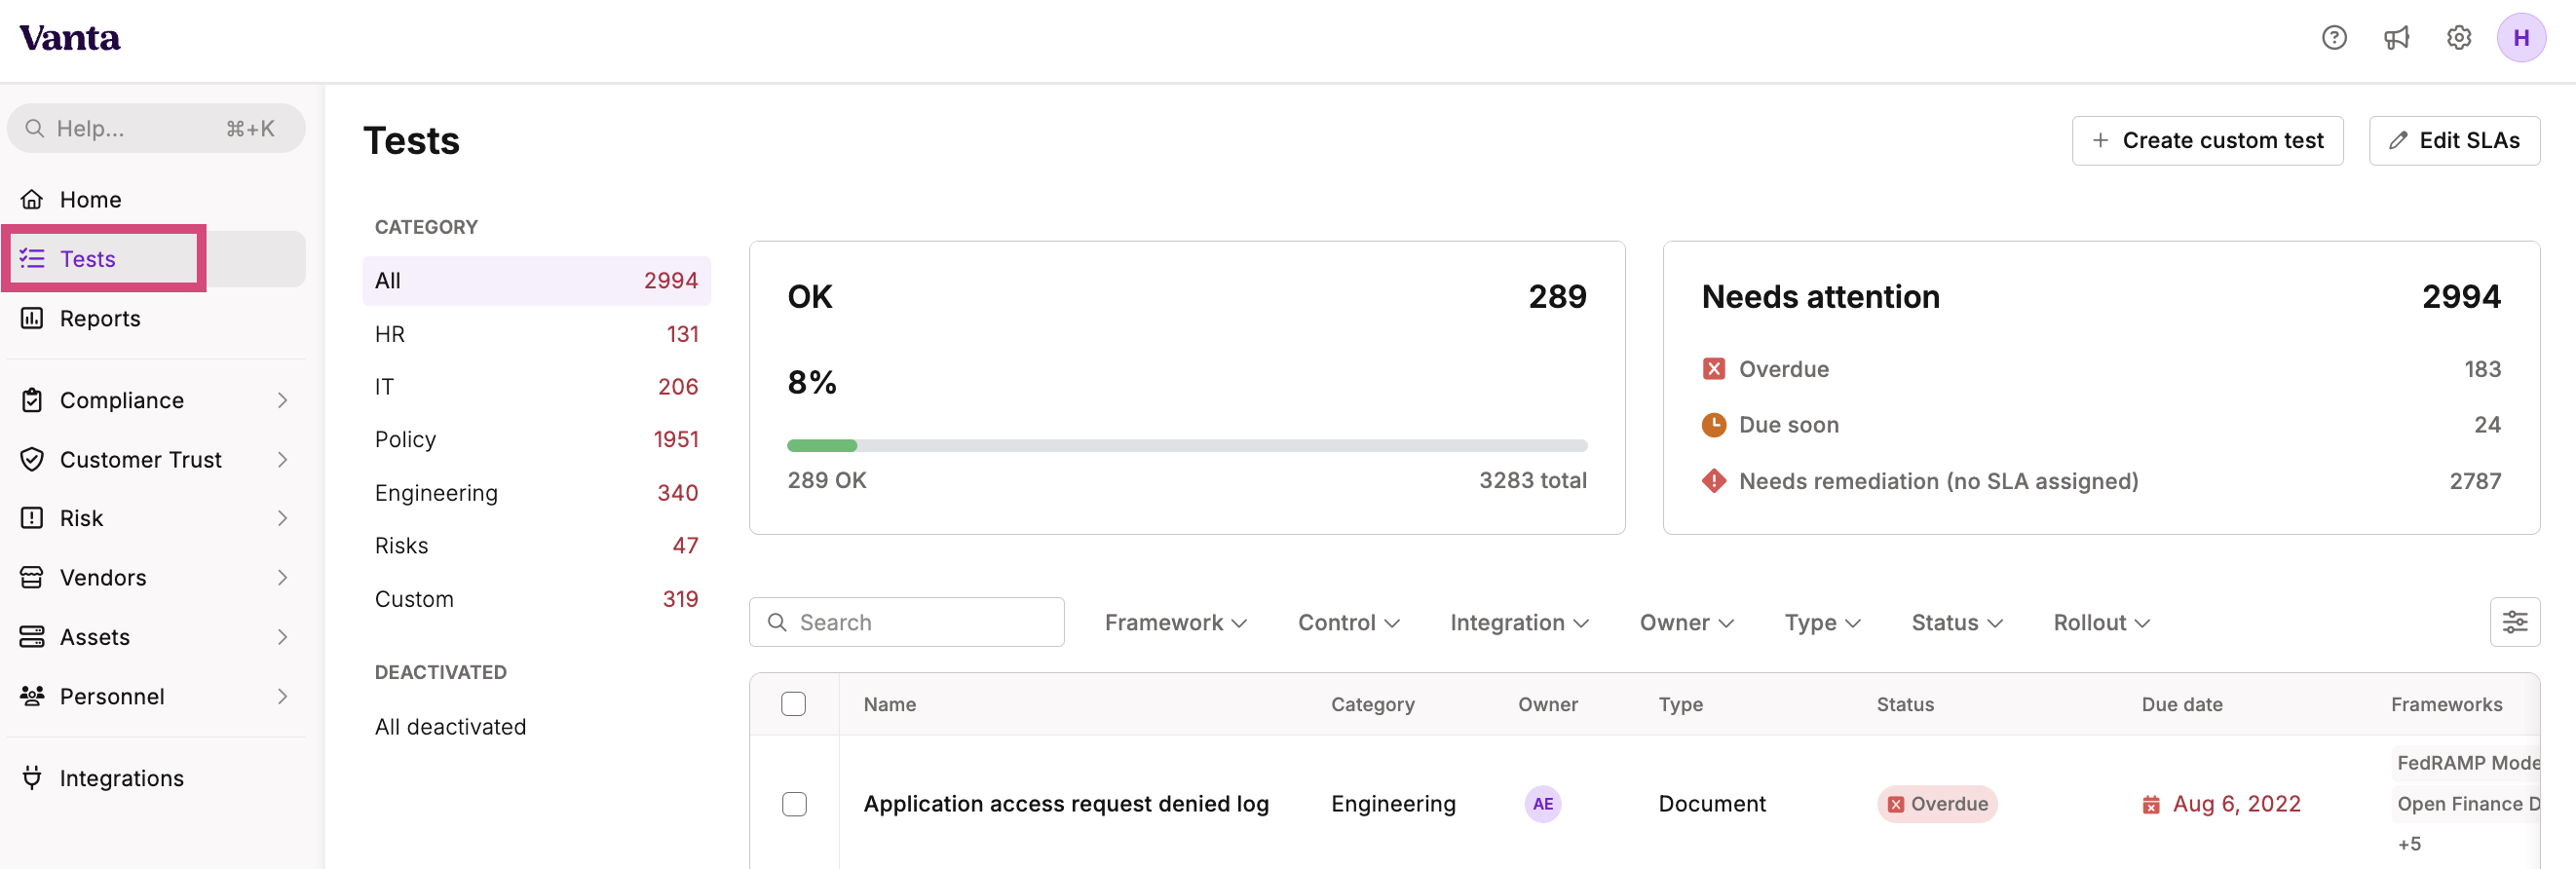 Vanta
H
Help... ⌘+K
Home
Tests
Reports
Compliance
Customer Trust
Risk
Vendors
Assets
Personnel
Integrations
Tests
Create custom test
Edit SLAs
CATEGORY
All 2994
HR 131
IT 206
Policy 1951
Engineering 340
Risks 47
Custom 319
DEACTIVATED
All deactivated
OK 289
8%
289 OK 3283 total
Needs attention 2994
Overdue 183
Due soon 24
Needs remediation (no SLA assigned) 2787
Search Framework Control Integration Owner Type Status Rollout
Name Category Owner Type Status Due date Frameworks
Application access request denied log Engineering AE Document Overdue Aug 6, 2022
FedRAMP Mode
Open Finance D
+5